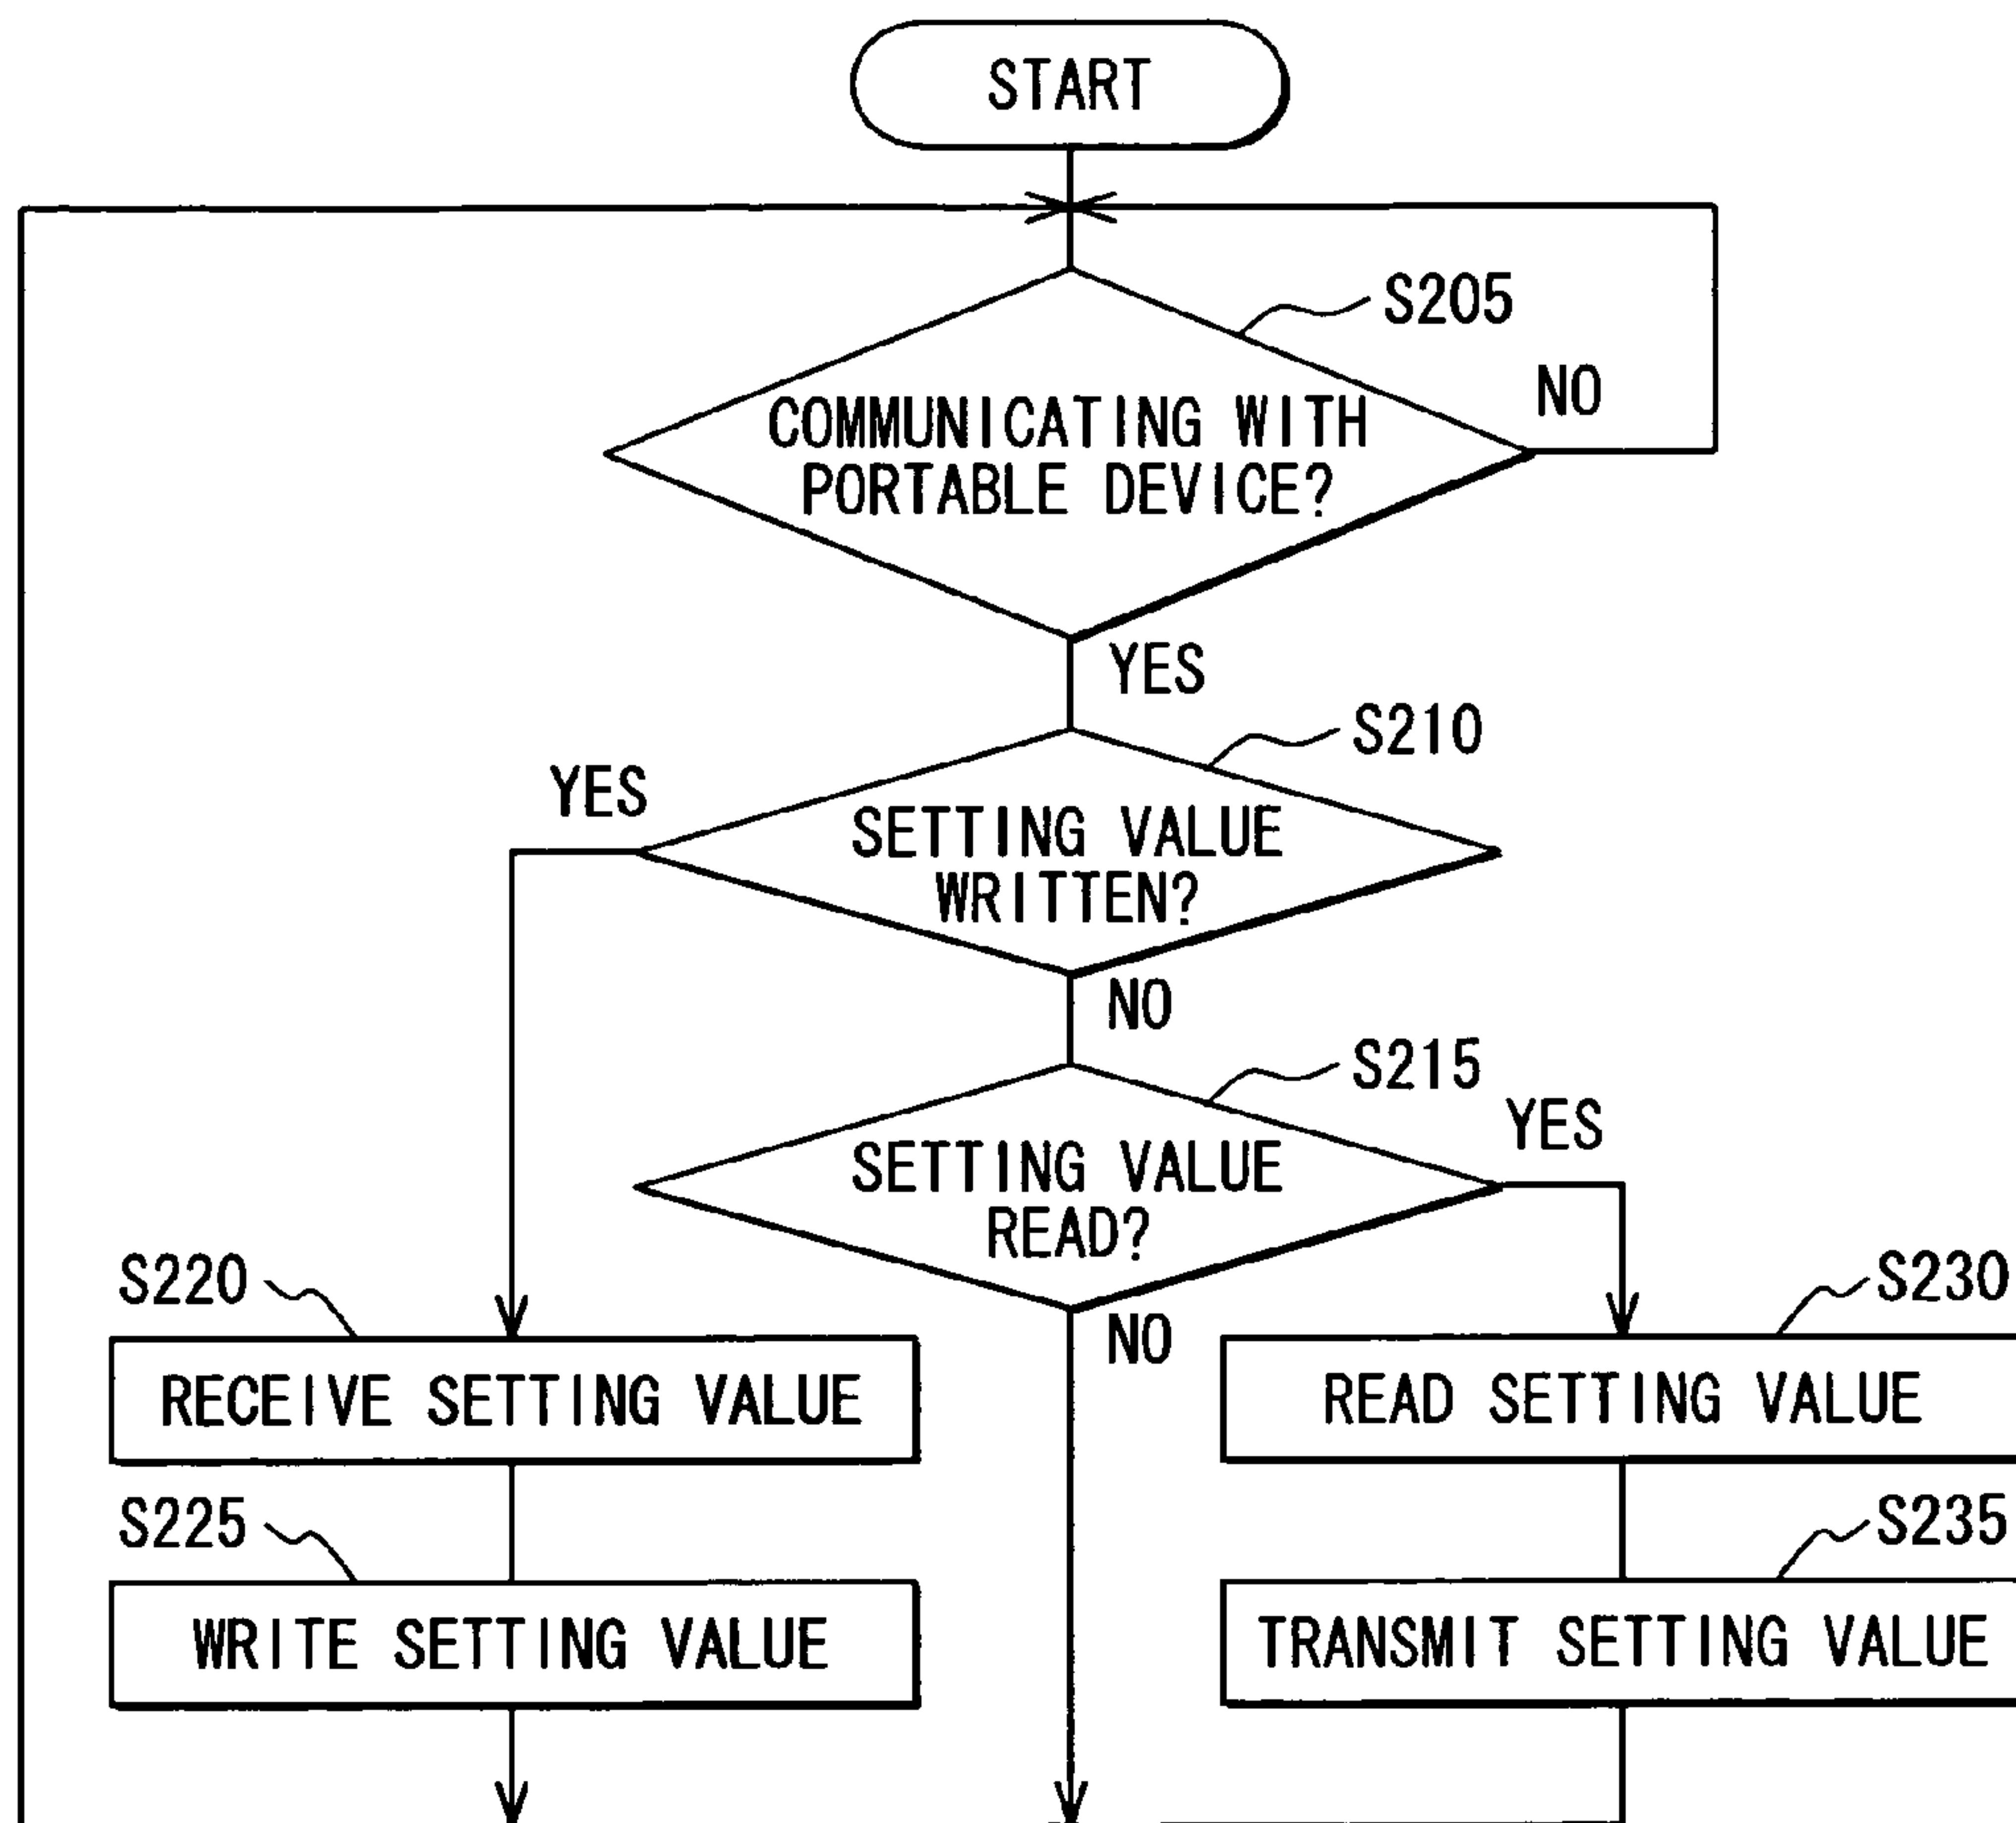 START
S205
COMMUNICATING WITH
PORTABLE DEVICE?
NO
YES
S210
YES
SETTING VALUE
WRITTEN?
NO
S215
YES
SETTING VALUE
READ?
NO
S220
RECEIVE SETTING VALUE
S225
WRITE SETTING VALUE
S230
READ SETTING VALUE
S235
TRANSMIT SETTING VALUE